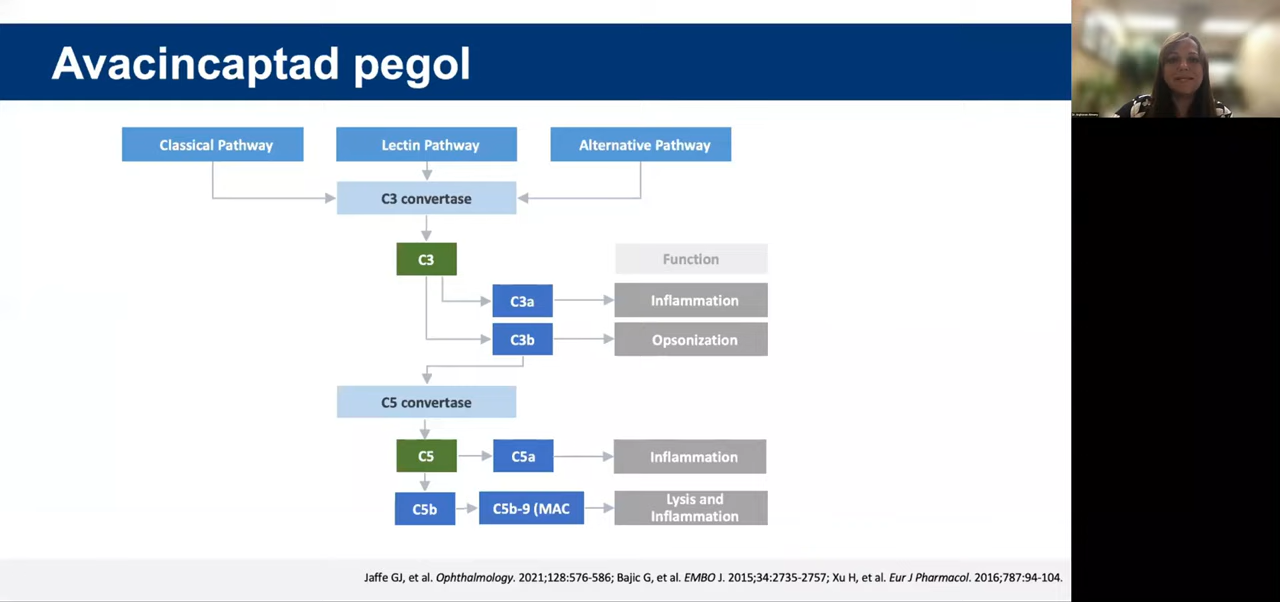 Avacincaptad pegol
Classical Pathway
Lectin Pathway
Alternative Pathway
C3 convertase
C3
Function
C3a
Inflammation
C3b
Opsonization
C5 convertase
C5
C5a
Inflammation
C5b
C5b-9 (MAC
Lysis and
Inflammation
Jaffe GJ, et al. Ophthalmology. 2021;128:576-586; Bajic G, et al. EMBO J. 2015;34:2735-2757; Xu H, et al. Eur J Pharmacol. 2016;787:94-104.